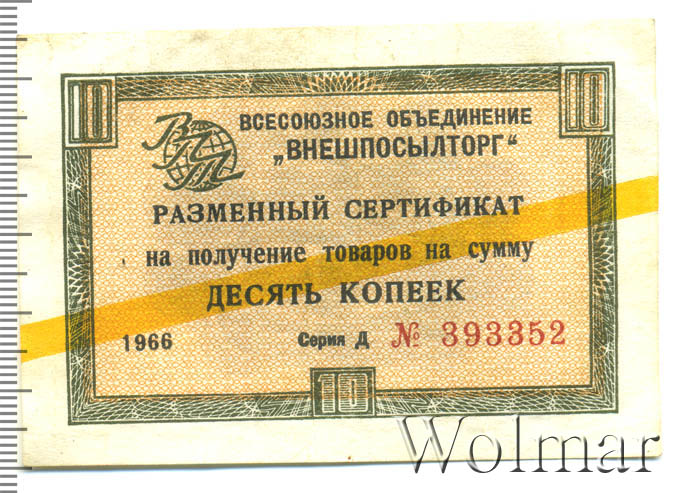 10 10
ВПТ
ВСЕСОЮЗНОЕ ОБЪЕДИНЕНИЕ
„ВНЕШПОСЫЛТОРГ“
РАЗМЕННЫЙ СЕРТИФИКАТ
на получение товаров на сумму
ДЕСЯТЬ КОПЕЕК
1966 Серия Д № 393352
10
Wolmar